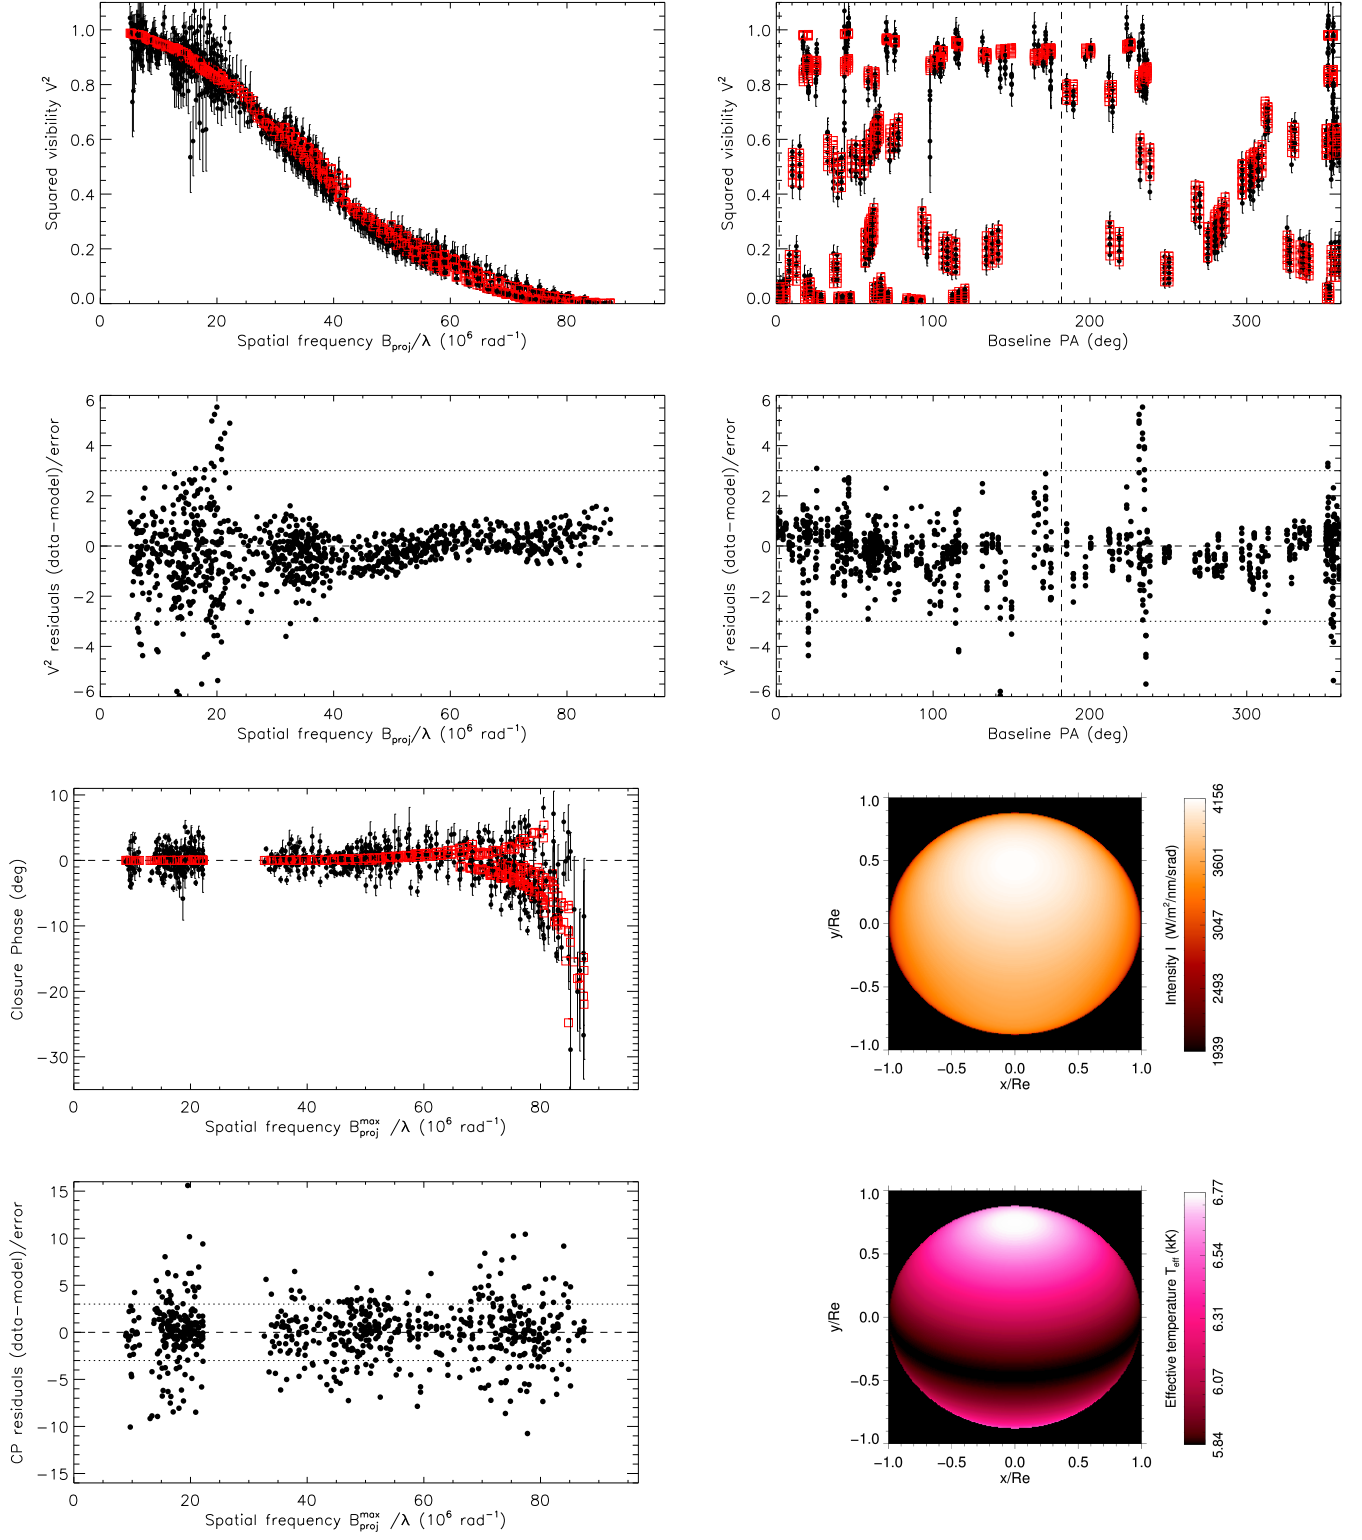 1.0
0.8
0.6
0.4
0.2
0.0
Squared visibility V²
0 20 40 60 80
Spatial frequency B_proj/λ (10⁶ rad⁻¹)
1.0
0.8
0.6
0.4
0.2
0.0
Squared visibility V²
0 100 200 300
Baseline PA (deg)
6
4
2
0
−2
−4
−6
V² residuals (data−model)/error
0 20 40 60 80
Spatial frequency B_proj/λ (10⁶ rad⁻¹)
6
4
2
0
−2
−4
−6
V² residuals (data−model)/error
0 100 200 300
Baseline PA (deg)
10
0
−10
−20
−30
Closure Phase (deg)
0 20 40 60 80
Spatial frequency B_proj^max /λ (10⁶ rad⁻¹)
1.0
0.5
0.0
−0.5
−1.0
y/Re
−1.0 −0.5 0.0 0.5 1.0
x/Re
Intensity I (W/m²/nm/srad)
1939 2493 3047 3601 4156
15
10
5
0
−5
−10
−15
CP residuals (data−model)/error
0 20 40 60 80
Spatial frequency B_proj^max /λ (10⁶ rad⁻¹)
1.0
0.5
0.0
−0.5
−1.0
y/Re
−1.0 −0.5 0.0 0.5 1.0
x/Re
Effective temperature T_eff (kK)
5.84 6.07 6.31 6.54 6.77